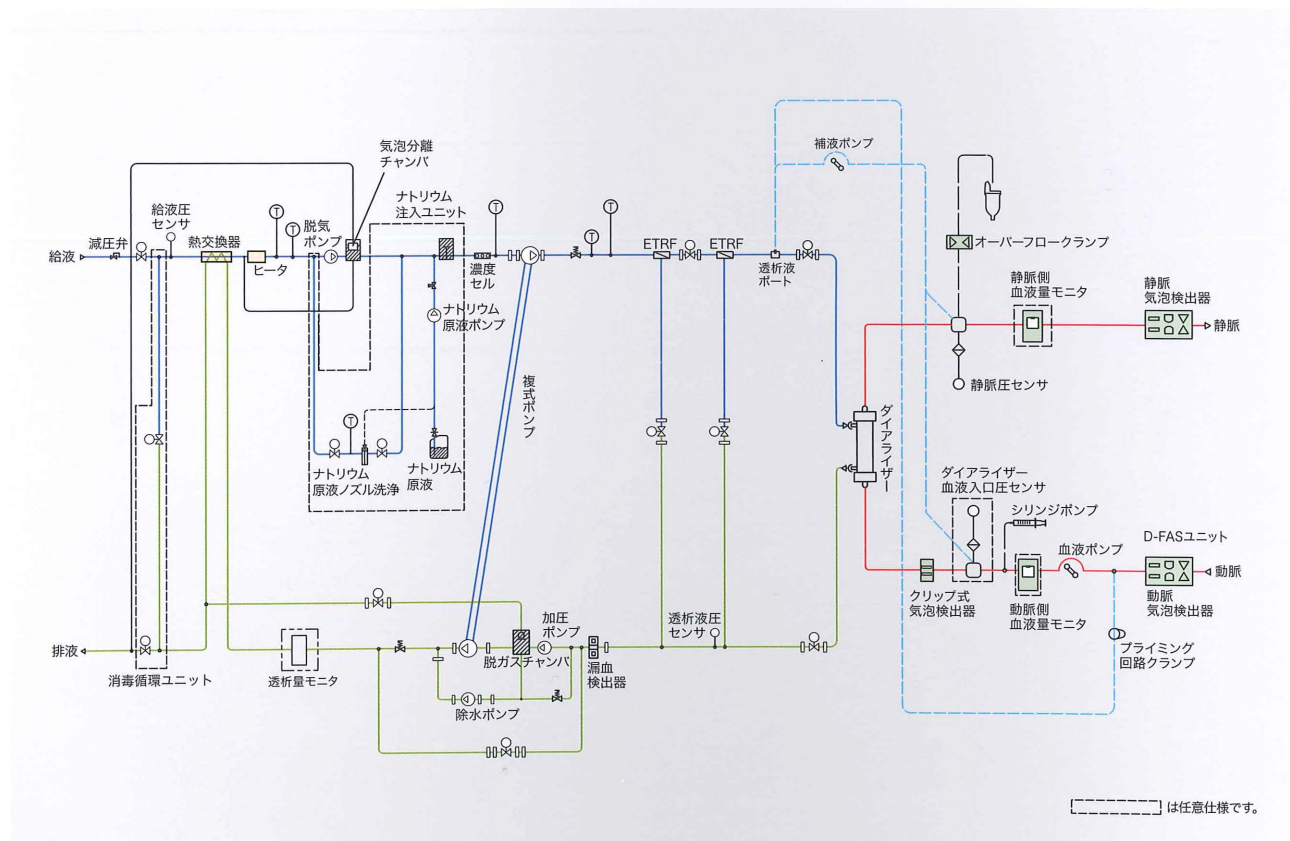 気泡分離
チャンバ
補液ポンプ
ナトリウム
注入ユニット
給液圧
センサ
脱気
ポンプ
T
T
T
T
T
減圧弁
熱交換器
ETRF
ETRF
オーバーフロークランプ
給液
ヒータ
濃度
セル
透析液
ポート
静脈側
血液量モニタ
静脈
気泡検出器
ナトリウム
原液ポンプ
静脈
静脈圧センサ
複式ポンプ
ダイアライザー
T
ナトリウム
原液ノズル洗浄
ナトリウム
原液
ダイアライザー
血液入口圧センサ
シリンジポンプ
血液ポンプ
D-FASユニット
動脈
クリップ式
気泡検出器
動脈側
血液量モニタ
動脈
気泡検出器
加圧
ポンプ
透析液圧
センサ
排液
脱ガスチャンバ
漏血
検出器
プライミング
回路クランプ
消毒循環ユニット
透析量モニタ
除水ポンプ
は任意仕様です。